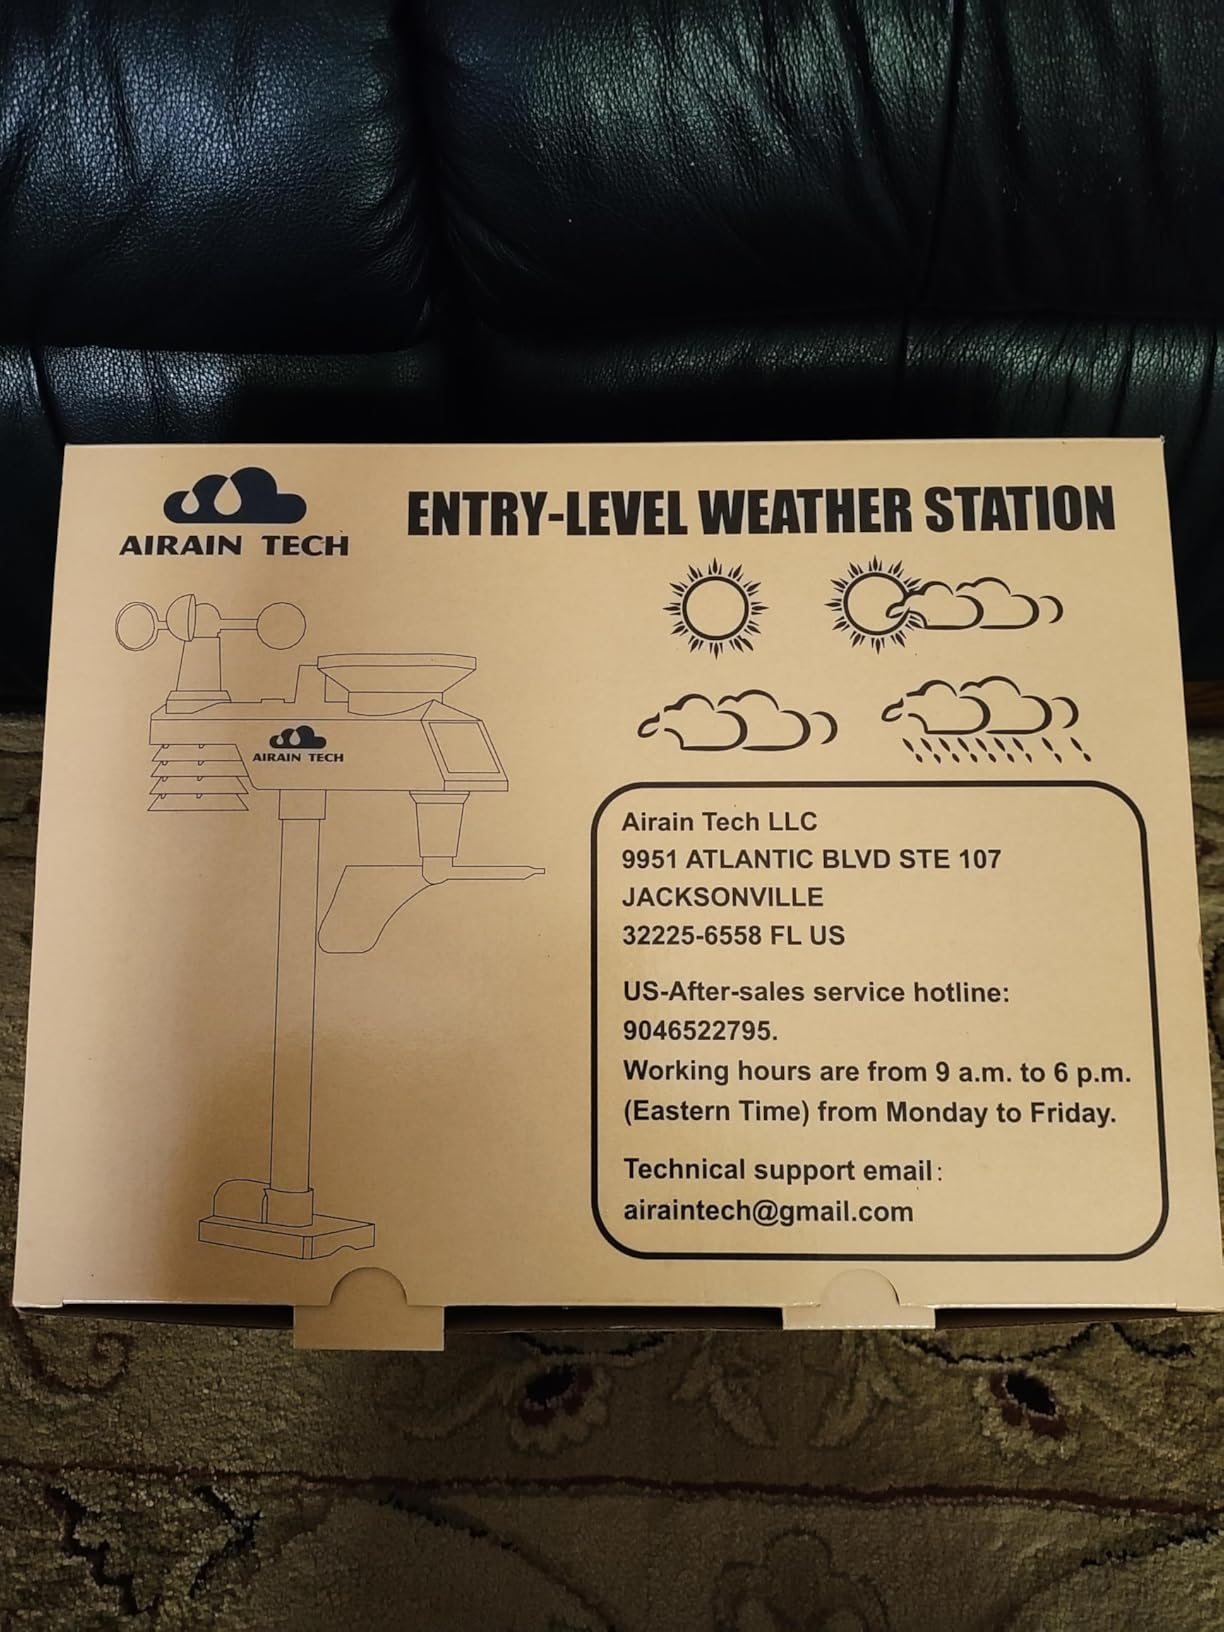 AIRAIN TECH
ENTRY-LEVEL WEATHER STATION
AIRAIN TECH
Airain Tech LLC
9951 ATLANTIC BLVD STE 107
JACKSONVILLE
32225-6558 FL US
US-After-sales service hotline:
9046522795.
Working hours are from 9 a.m. to 6 p.m.
(Eastern Time) from Monday to Friday.
Technical support email:
airaintech@gmail.com